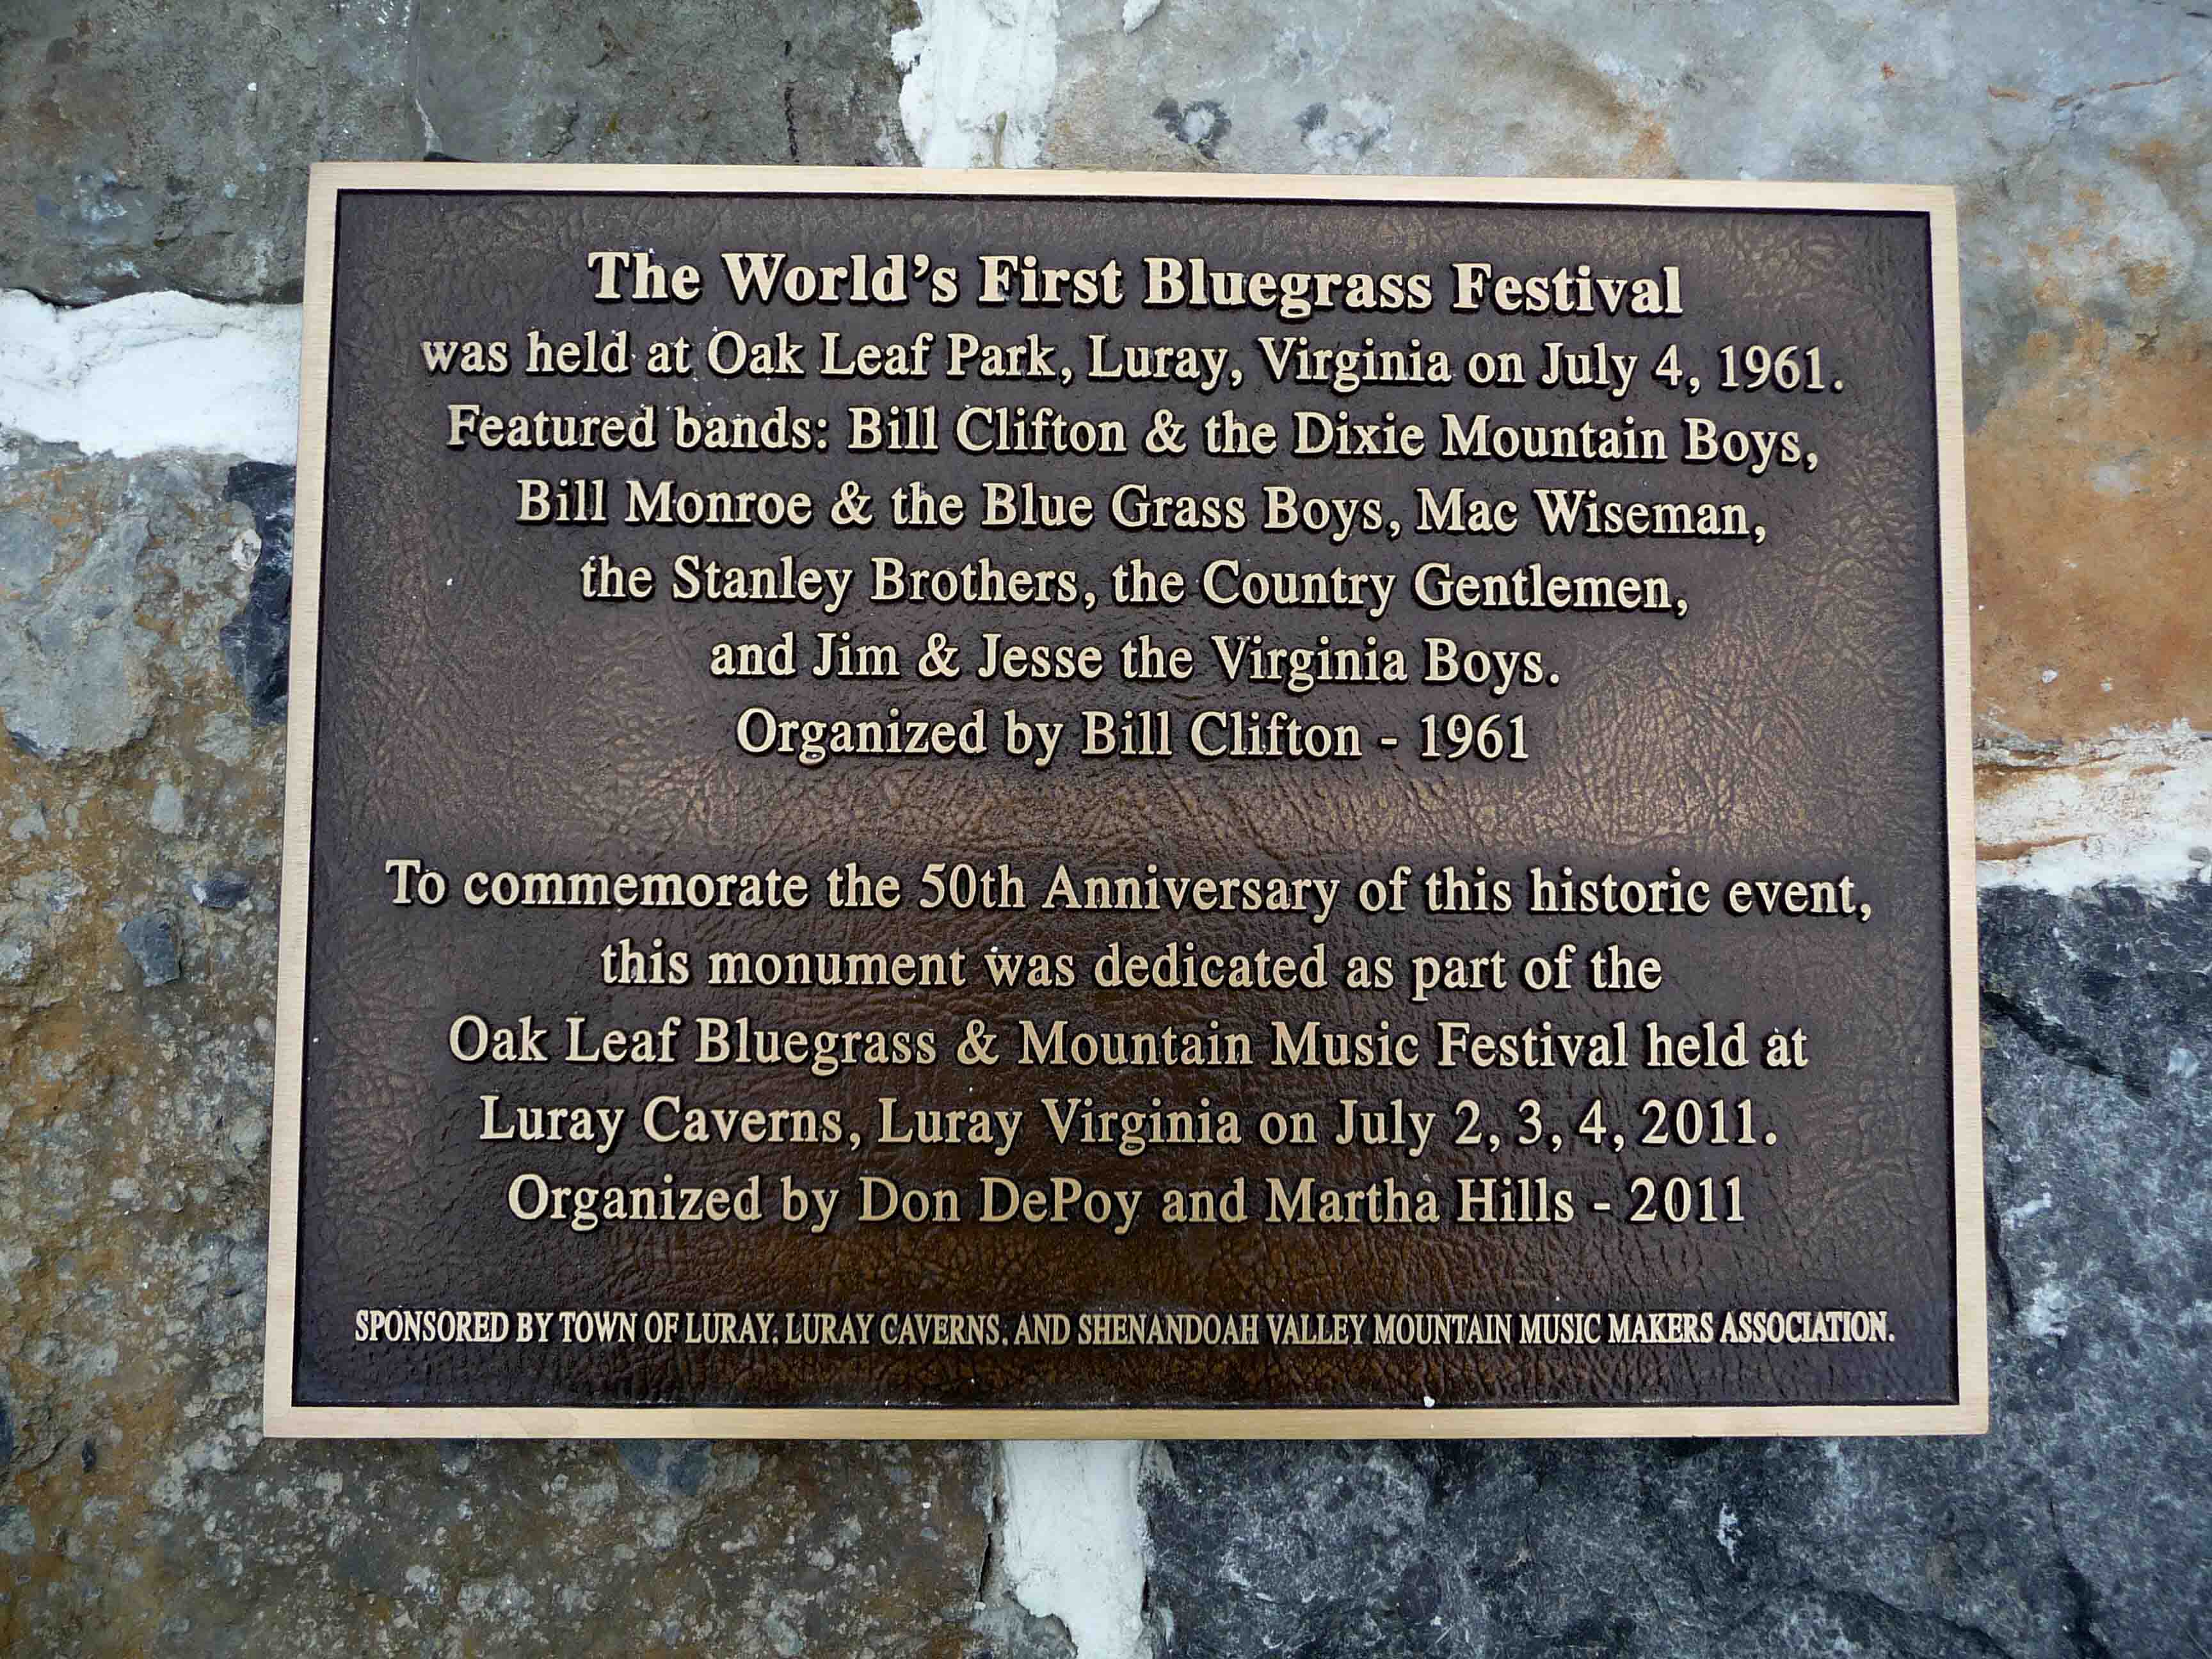 The World's First Bluegrass Festival
was held at Oak Leaf Park, Luray, Virginia on July 4, 1961.
Featured bands: Bill Clifton & the Dixie Mountain Boys,
Bill Monroe & the Blue Grass Boys, Mac Wiseman,
the Stanley Brothers, the Country Gentlemen,
and Jim & Jesse the Virginia Boys.
Organized by Bill Clifton - 1961
To commemorate the 50th Anniversary of this historic event,
this monument was dedicated as part of the
Oak Leaf Bluegrass & Mountain Music Festival held at
Luray Caverns, Luray Virginia on July 2, 3, 4, 2011.
Organized by Don DePoy and Martha Hills - 2011
SPONSORED BY TOWN OF LURAY, LURAY CAVERNS, AND SHENANDOAH VALLEY MOUNTAIN MUSIC MAKERS ASSOCIATION.